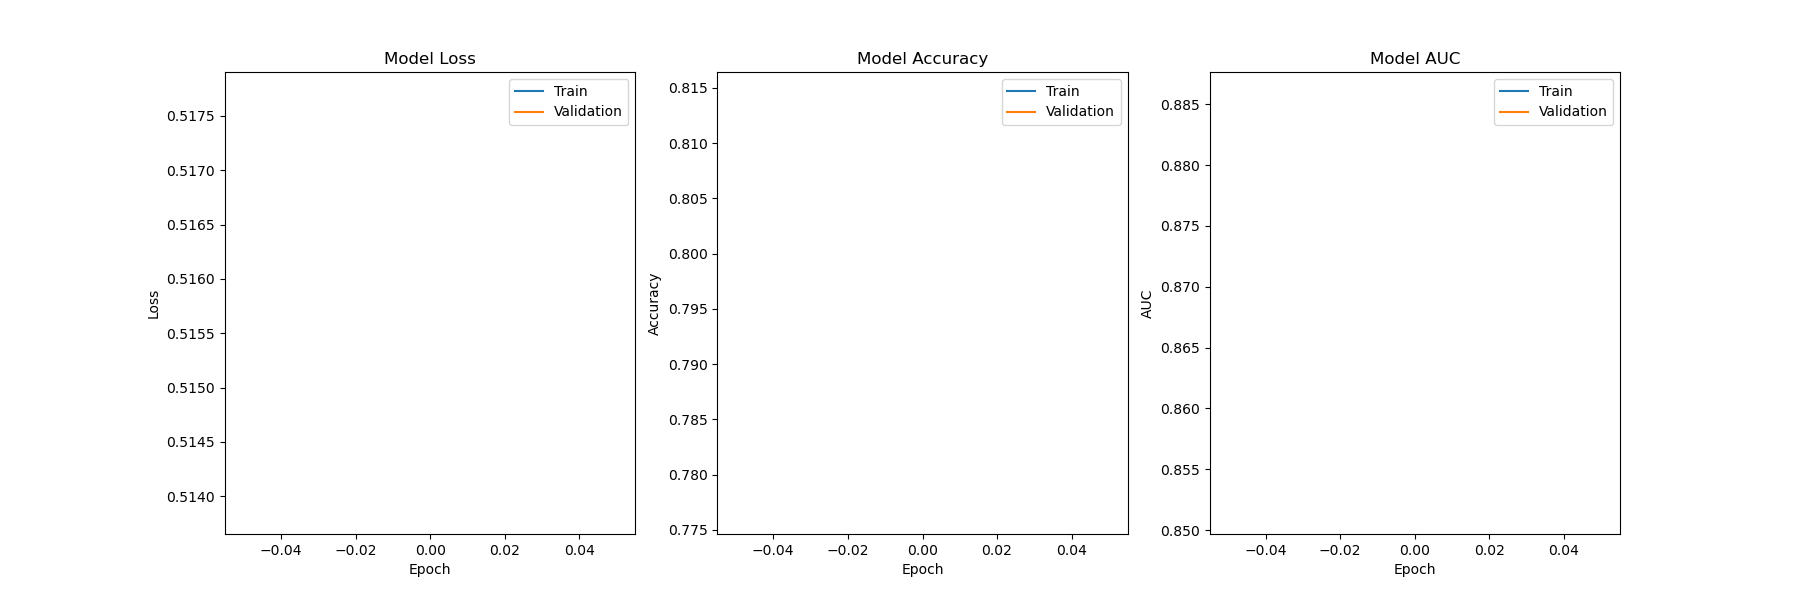 Model Loss
Train
Validation
0.5175
0.5170
0.5165
0.5160
0.5155
0.5150
0.5145
0.5140
Loss
−0.04 −0.02 0.00 0.02 0.04
Epoch
Model Accuracy
Train
Validation
0.815
0.810
0.805
0.800
0.795
0.790
0.785
0.780
0.775
Accuracy
−0.04 −0.02 0.00 0.02 0.04
Epoch
Model AUC
Train
Validation
0.885
0.880
0.875
0.870
0.865
0.860
0.855
0.850
AUC
−0.04 −0.02 0.00 0.02 0.04
Epoch